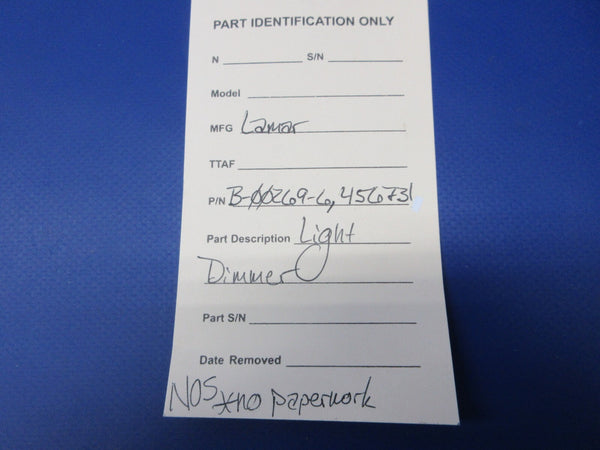 PART IDENTIFICATION ONLY
N S/N
Model
MFG Lamar
TTAF
P/N B-00269-6, 456731
Part Description Light
Dimmer
Part S/N
Date Removed
NOS *no paperwork